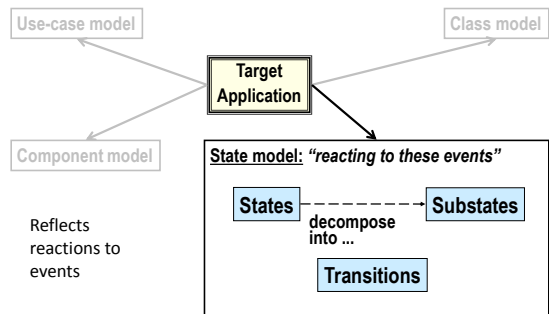 Use-case model
Class model
Target
Application
Component model
State model: “reacting to these events”
States
Substates
decompose
into ...
Transitions
Reflects
reactions to
events